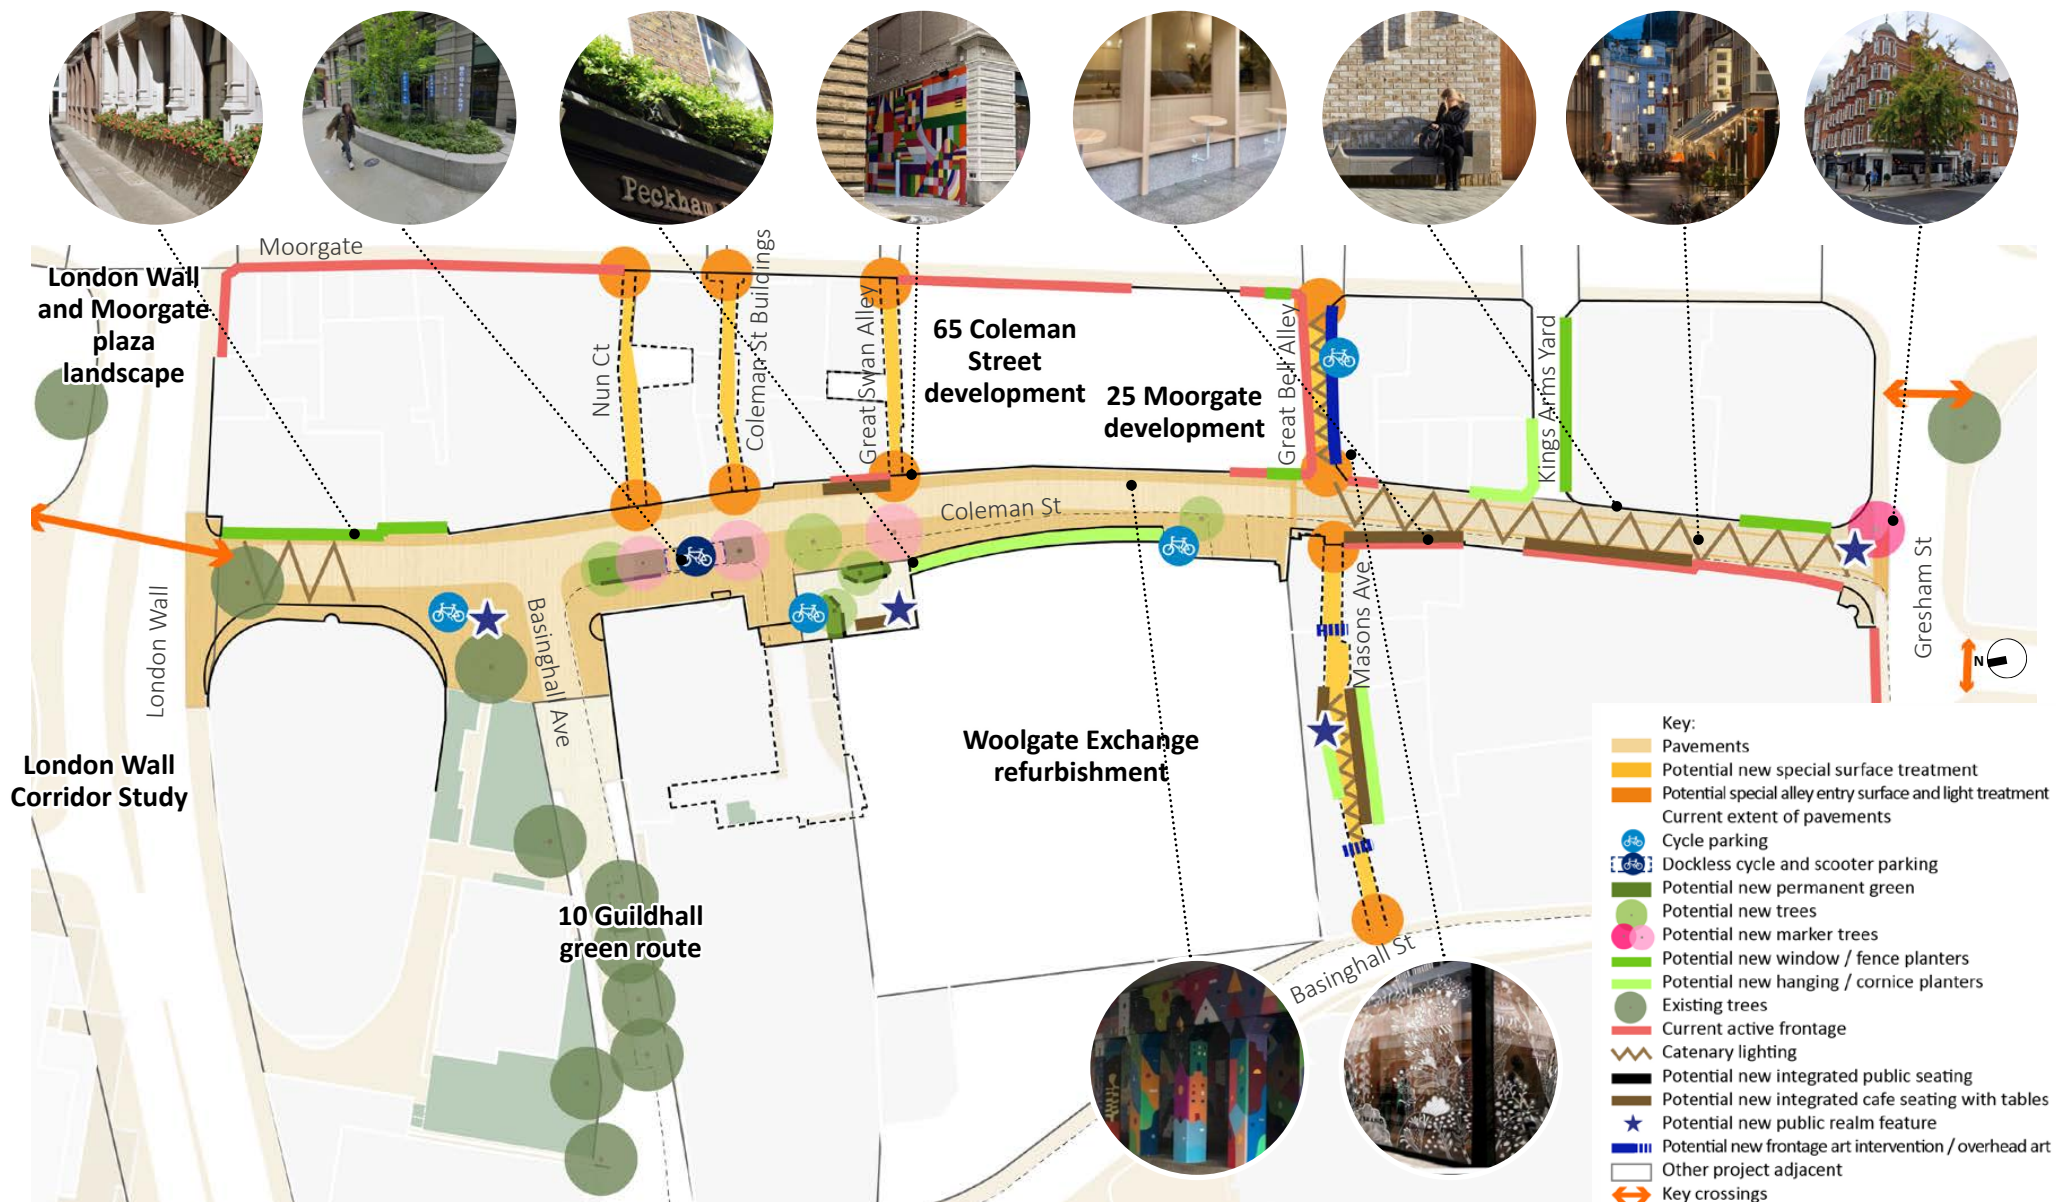 Peckham
Moorgate
London Wall
and Moorgate
plaza
landscape
Nun Ct
Coleman St Buildings
Great Swan Alley
65 Coleman
Street
development
25 Moorgate
development
Great Bell Alley
Kings Arms Yard
Coleman St
London Wall
Basinghall Ave
Masons Ave
Gresham St
N
London Wall
Corridor Study
Woolgate Exchange
refurbishment
10 Guildhall
green route
Basinghall St
Key:
Pavements
Potential new special surface treatment
Potential special alley entry surface and light treatment
Current extent of pavements
Cycle parking
Dockless cycle and scooter parking
Potential new permanent green
Potential new trees
Potential new marker trees
Potential new window / fence planters
Potential new hanging / cornice planters
Existing trees
Current active frontage
Catenary lighting
Potential new integrated public seating
Potential new integrated cafe seating with tables
Potential new public realm feature
Potential new frontage art intervention / overhead art
Other project adjacent
Key crossings